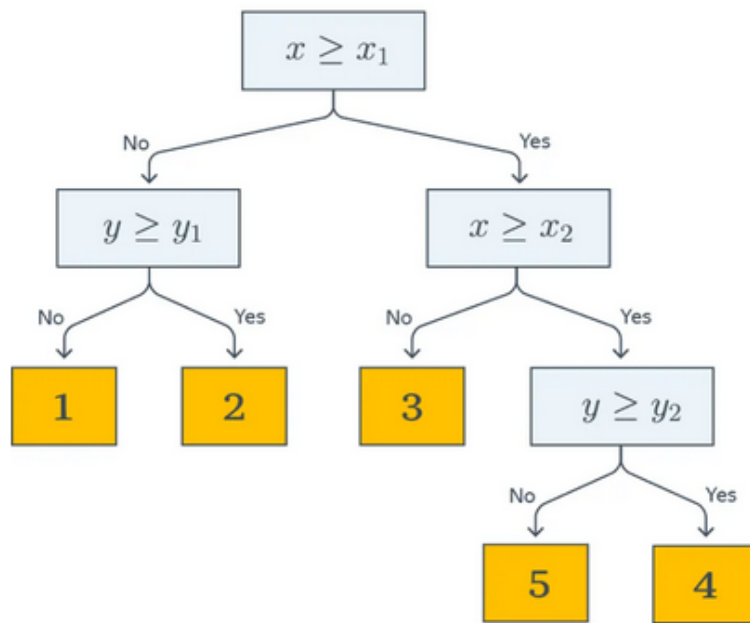 x ≥ x₁
No
Yes
y ≥ y₁
x ≥ x₂
No
Yes
No
Yes
1
2
3
y ≥ y₂
No
Yes
5
4